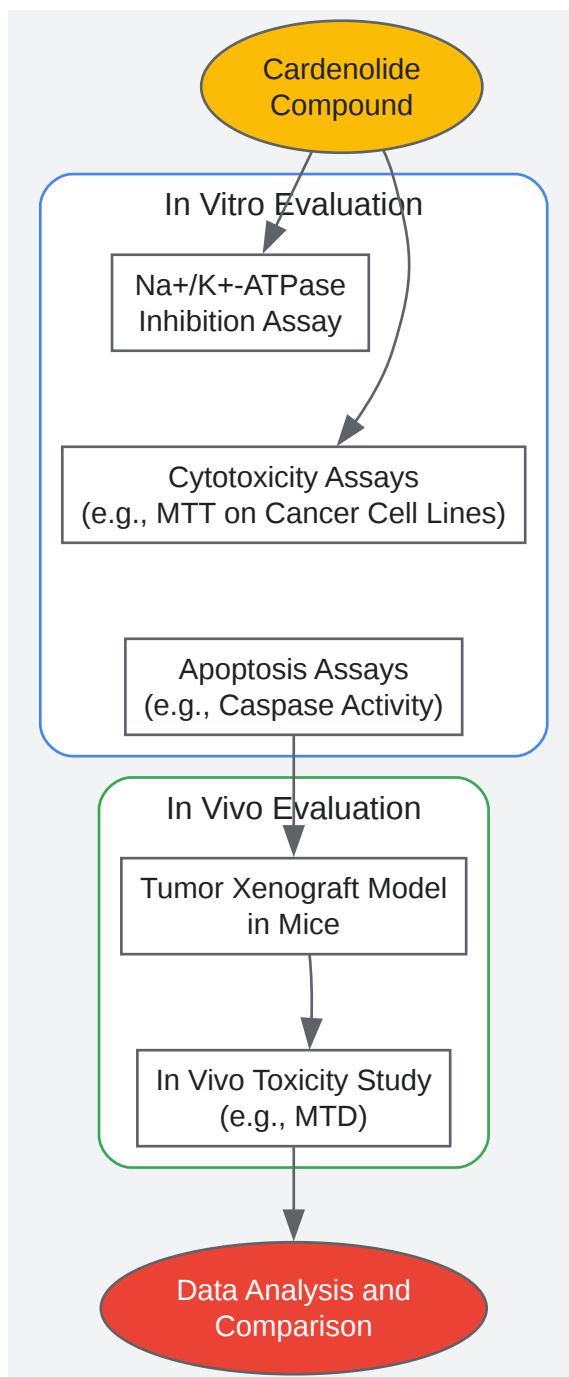 Cardenolide
Compound
In Vitro Evaluation
Na+/K+-ATPase
Inhibition Assay
Cytotoxicity Assays
(e.g., MTT on Cancer Cell Lines)
Apoptosis Assays
(e.g., Caspase Activity)
In Vivo Evaluation
Tumor Xenograft Model
in Mice
In Vivo Toxicity Study
(e.g., MTD)
Data Analysis and
Comparison